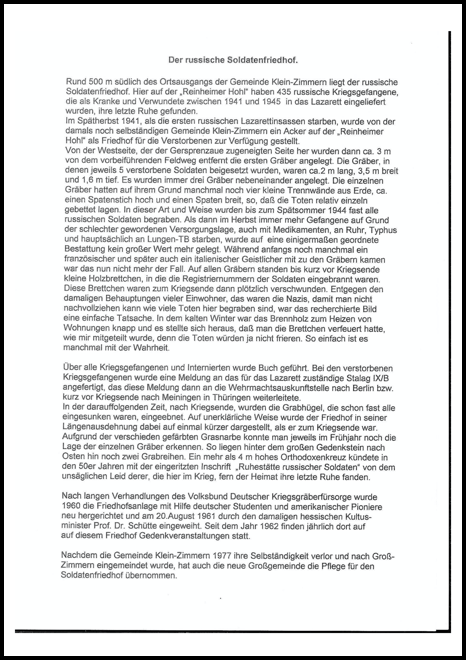 Der russische Soldatenfriedhof.
Rund 500 m südlich des Ortsausgangs der Gemeinde Klein-Zimmern liegt der russische
Soldatenfriedhof. Hier auf der „Reinheimer Hohl" haben 435 russische Kriegsgefangene,
die als Kranke und Verwundete zwischen 1941 und 1945 in das Lazarett eingeliefert
wurden, ihre letzte Ruhe gefunden.
Im Spätherbst 1941, als die ersten russischen Lazarettinsassen starben, wurde von der
damals noch selbständigen Gemeinde Klein-Zimmern ein Acker auf der „Reinheimer
Hohl" als Friedhof für die Verstorbenen zur Verfügung gestellt.
Von der Westseite, der der Gersprenzaue zugeneigten Seite her wurden dann ca. 3 m
von dem vorbeiführenden Feldweg entfernt die ersten Gräber angelegt. Die Gräber, in
denen jeweils 5 verstorbene Soldaten beigesetzt wurden, waren ca.2 m lang, 3,5 m breit
und 1,6 m tief. Es wurden immer drei Gräber nebeneinander angelegt. Die einzelnen
Gräber hatten auf ihrem Grund manchmal noch vier kleine Trennwände aus Erde, ca.
einen Spatenstich hoch und einen Spaten breit, so, daß die Toten relativ einzeln
gebettet lagen. In dieser Art und Weise wurden bis zum Spätsommer 1944 fast alle
russischen Soldaten begraben. Als dann im Herbst immer mehr Gefangene auf Grund
der schlechter gewordenen Versorgungslage, auch mit Medikamenten, an Ruhr, Typhus
und hauptsächlich an Lungen-TB starben, wurde auf eine einigermaßen geordnete
Bestattung kein großer Wert mehr gelegt. Während anfangs noch manchmal ein
französischer und später auch ein italienischer Geistlicher mit zu den Gräbern kamen
war das nun nicht mehr der Fall. Auf allen Gräbern standen bis kurz vor Kriegsende
kleine Holzbrettchen, in die die Registriernummern der Soldaten eingebrannt waren.
Diese Brettchen waren zum Kriegsende dann plötzlich verschwunden. Entgegen den
damaligen Behauptungen vieler Einwohner, das waren die Nazis, damit man nicht
nachvollziehen kann wie viele Toten hier begraben sind, war das recherchierte Bild
eine einfache Tatsache. In dem kalten Winter war das Brennholz zum Heizen von
Wohnungen knapp und es stellte sich heraus, daß man die Brettchen verfeuert hatte,
wie mir mitgeteilt wurde, denn die Toten würden ja nicht frieren. So einfach ist es
manchmal mit der Wahrheit.
Über alle Kriegsgefangenen und Internierten wurde Buch geführt. Bei den verstorbenen
Kriegsgefangenen wurde eine Meldung an das für das Lazarett zuständige Stalag IX/B
angefertigt, das diese Meldung dann an die Wehrmachtsauskunftstelle nach Berlin bzw.
kurz vor Kriegsende nach Meiningen in Thüringen weiterleitete.
In der darauffolgenden Zeit, nach Kriegsende, wurden die Grabhügel, die schon fast alle
eingesunken waren, eingeebnet. Auf unerklärliche Weise wurde der Friedhof in seiner
Längenausdehnung dabei auf einmal kürzer dargestellt, als er zum Kriegsende war.
Aufgrund der verschieden gefärbten Grasnarbe konnte man jeweils im Frühjahr noch die
Lage der einzelnen Gräber erkennen. So liegen hinter dem großen Gedenkstein nach
Osten hin noch zwei Grabreihen. Ein mehr als 4 m hohes Orthodoxenkreuz kündete in
den 50er Jahren mit der eingeritzten Inschrift „Ruhestätte russischer Soldaten" von dem
unsäglichen Leid derer, die hier im Krieg, fern der Heimat ihre letzte Ruhe fanden.
Nach langen Verhandlungen des Volksbund Deutscher Kriegsgräberfürsorge wurde
1960 die Friedhofsanlage mit Hilfe deutscher Studenten und amerikanischer Pioniere
neu hergerichtet und am 20.August 1961 durch den damaligen hessischen Kultus-
minister Prof. Dr. Schütte eingeweiht. Seit dem Jahre 1962 finden jährlich dort auf
auf diesem Friedhof Gedenkveranstaltungen statt.
Nachdem die Gemeinde Klein-Zimmern 1977 ihre Selbständigkeit verlor und nach Groß-
Zimmern eingemeindet wurde, hat auch die neue Großgemeinde die Pflege für den
Soldatenfriedhof übernommen.